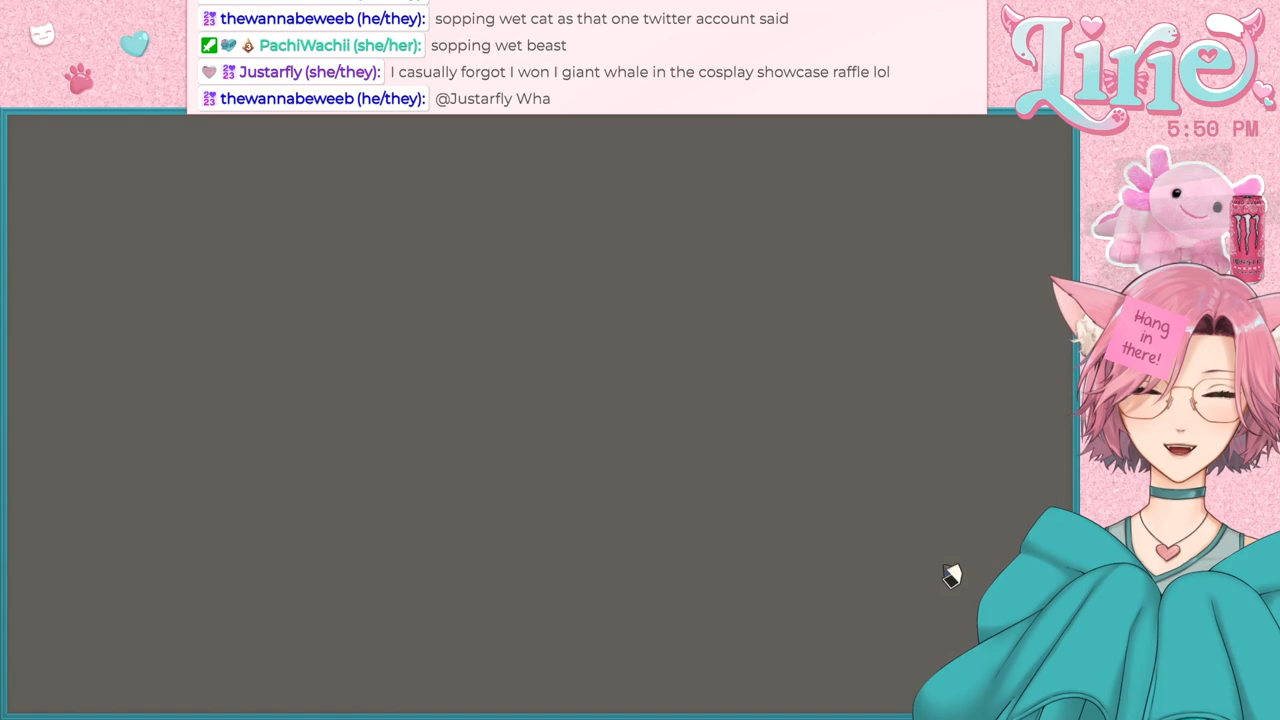 thewannabeweeb (he/they): sopping wet cat as that one twitter account said
PachiWachii (she/her): sopping wet beast
Justarfly (she/they): I casually forgot I won I giant whale in the cosplay showcase raffle lol
thewannabeweeb (he/they): @Justarfly Wha
Lirie
5:50 PM
Hang
in
there!